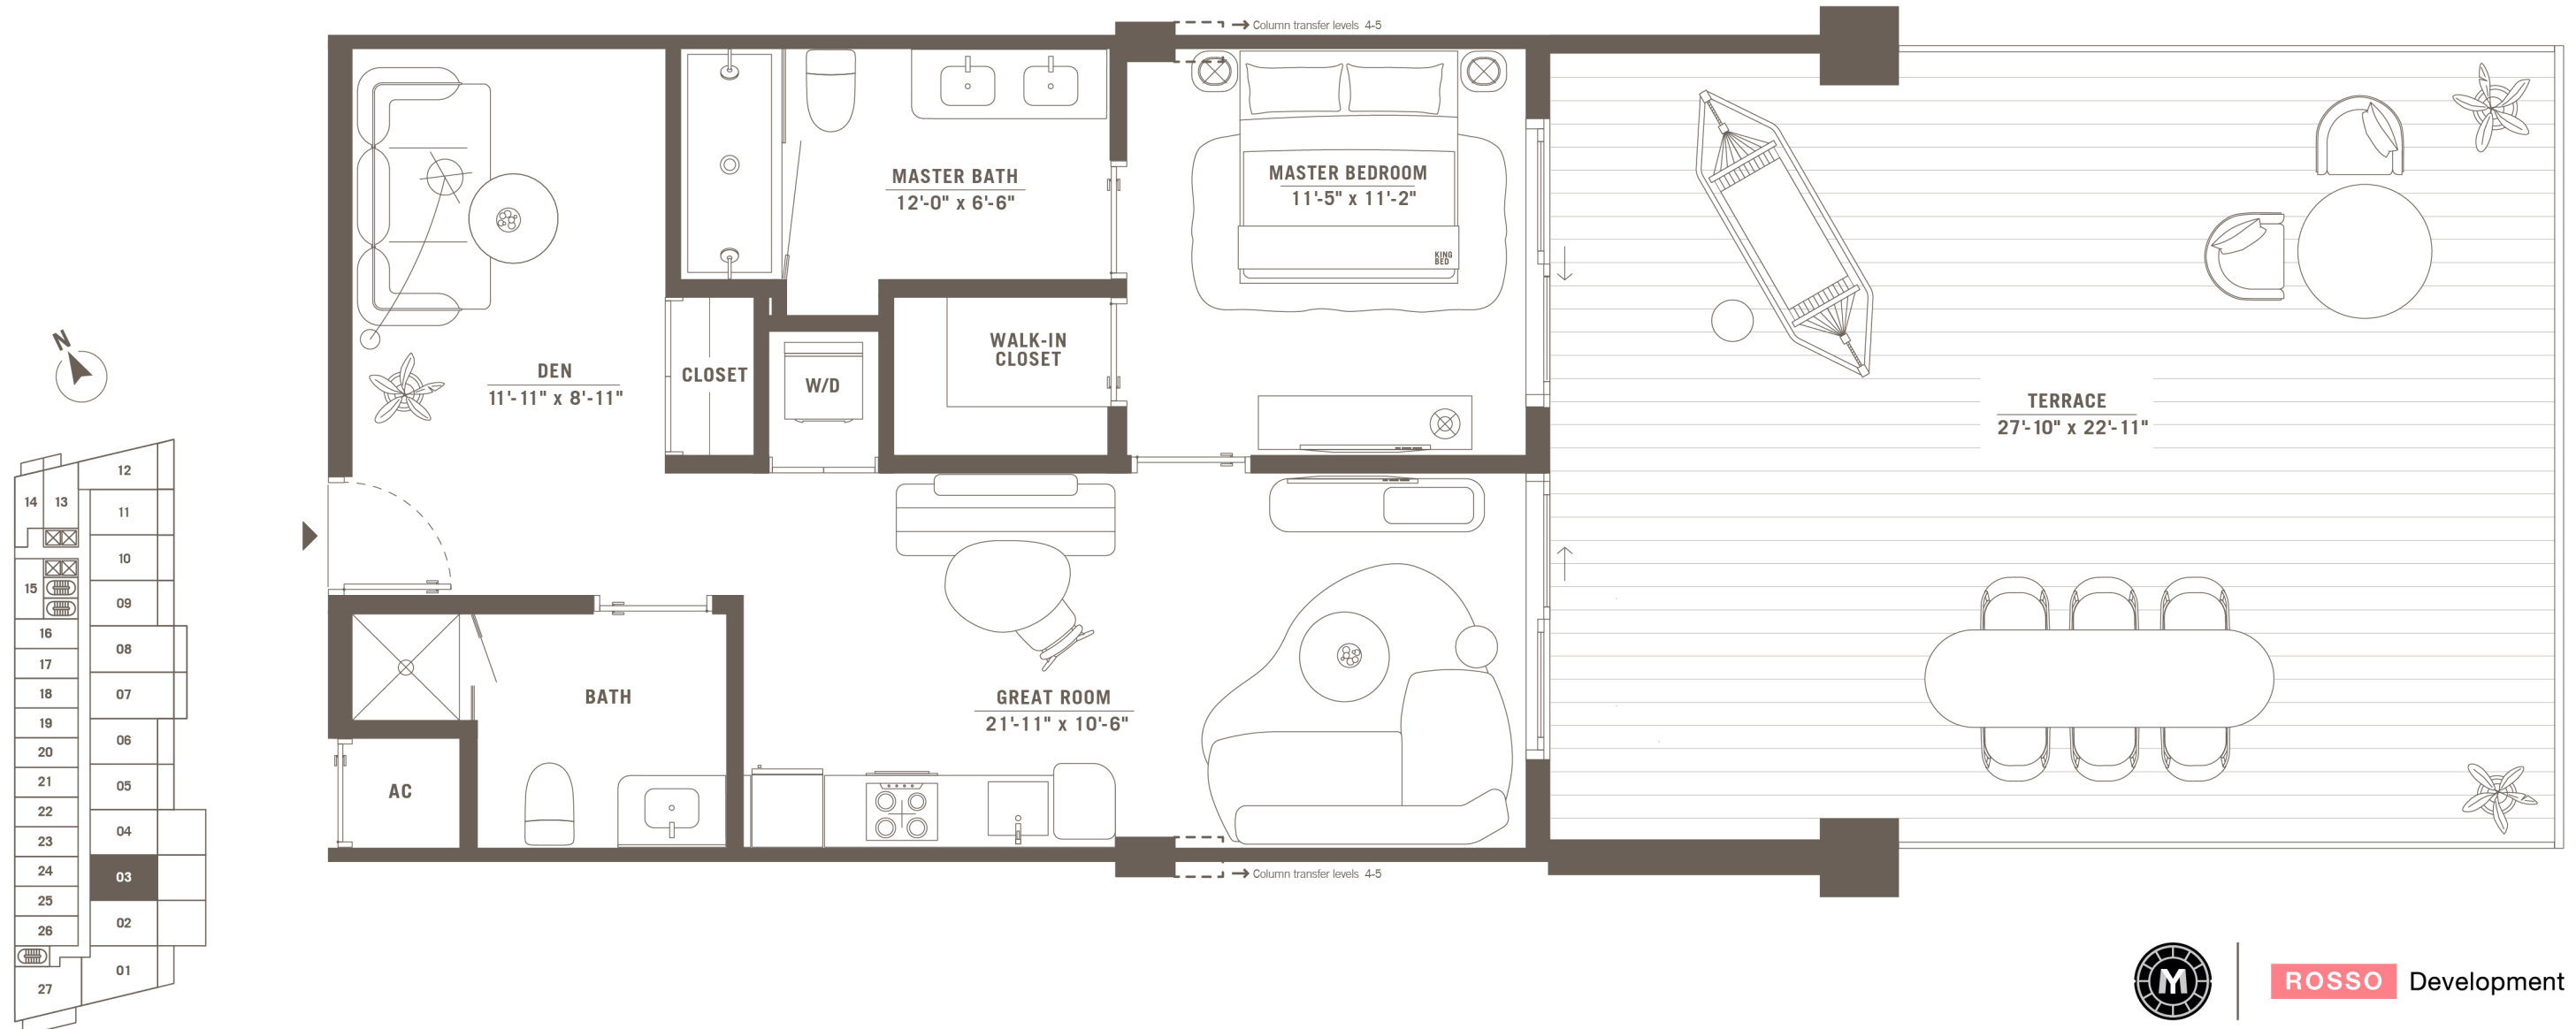 Column transfer levels 4-5
MASTER BATH
12'-0" x 6'-6"
MASTER BEDROOM
11'-5" x 11'-2"
KING
BED
WALK-IN
CLOSET
DEN
11'-11" x 8'-11"
CLOSET
W/D
TERRACE
27'-10" x 22'-11"
BATH
GREAT ROOM
21'-11" x 10'-6"
AC
Column transfer levels 4-5
N
12
14
13
11
10
15
09
16
08
17
07
18
19
06
20
21
05
22
04
23
24
03
25
02
26
01
27
M
ROSSO Development